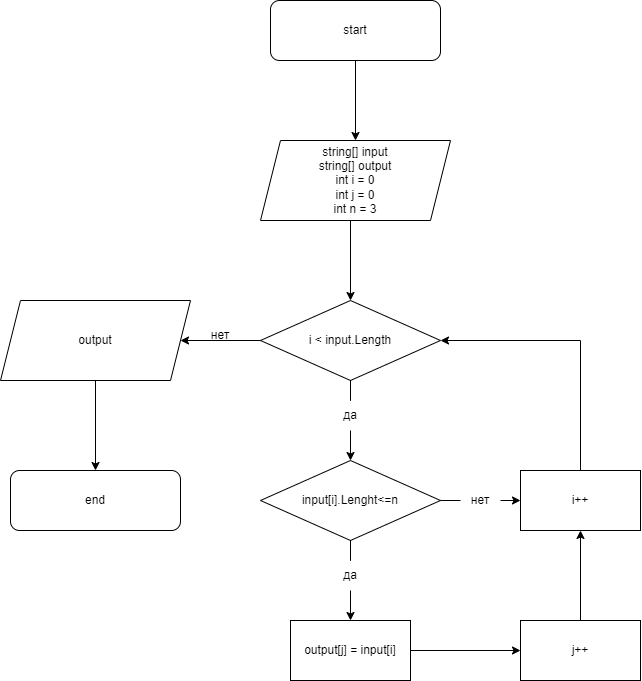 start
string[] input
string[] output
int i = 0
int j = 0
int n = 3
i < input.Length
нет
output
да
end
input[i].Lenght<=n
нет
i++
да
output[j] = input[i]
j++